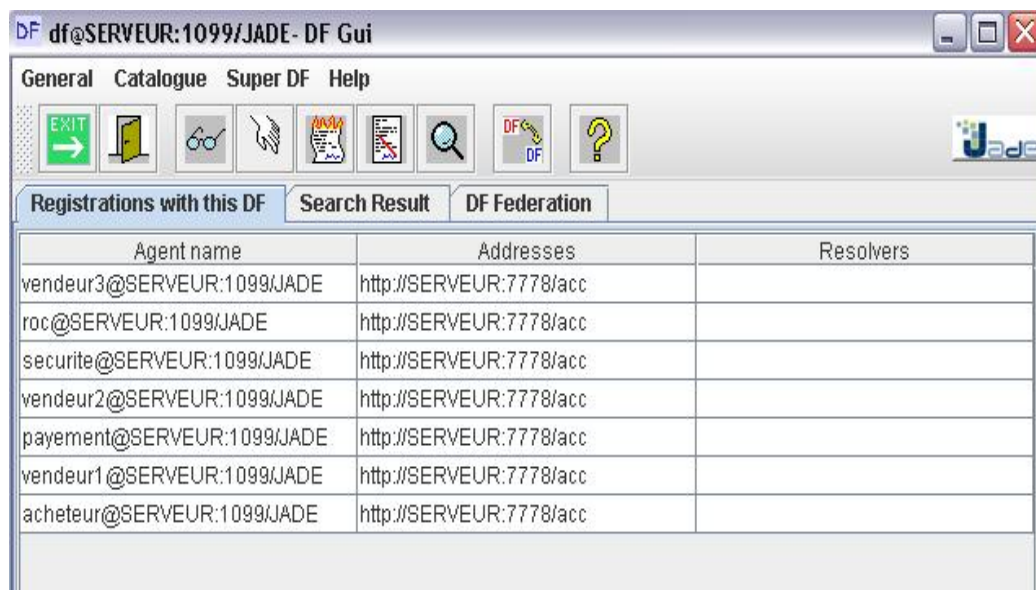 DF df@SERVEUR:1099/JADE- DF Gui
General Catalogue Super DF Help
EXIT DF DF
Jade
Registrations with this DF Search Result DF Federation
Agent name Addresses Resolvers
vendeur3@SERVEUR:1099/JADE http://SERVEUR:7778/acc
roc@SERVEUR:1099/JADE http://SERVEUR:7778/acc
securite@SERVEUR:1099/JADE http://SERVEUR:7778/acc
vendeur2@SERVEUR:1099/JADE http://SERVEUR:7778/acc
payement@SERVEUR:1099/JADE http://SERVEUR:7778/acc
vendeur1@SERVEUR:1099/JADE http://SERVEUR:7778/acc
acheteur@SERVEUR:1099/JADE http://SERVEUR:7778/acc